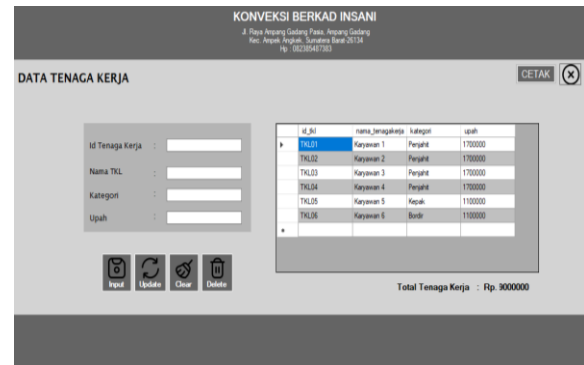 KONVEKSI BERKAD INSANI
Jl. Raya Ampang Gadang Pasia, Ampang Gadang
Kec. Ampek Angkek, Sumatera Barat-26134
Hp : 082385487383
DATA TENAGA KERJA
CETAK
Id Tenaga Kerja :
Nama TKL :
Kategori :
Upah :
id_tkl nama_tenagakerja kategori upah
TKL01 Karyawan 1 Penjahit 1700000
TKL02 Karyawan 2 Penjahit 1700000
TKL03 Karyawan 3 Penjahit 1700000
TKL04 Karyawan 4 Penjahit 1700000
TKL05 Karyawan 5 Kepak 1100000
TKL06 Karyawan 6 Bordir 1100000
Input Update Clear Delete
Total Tenaga Kerja : Rp. 9000000